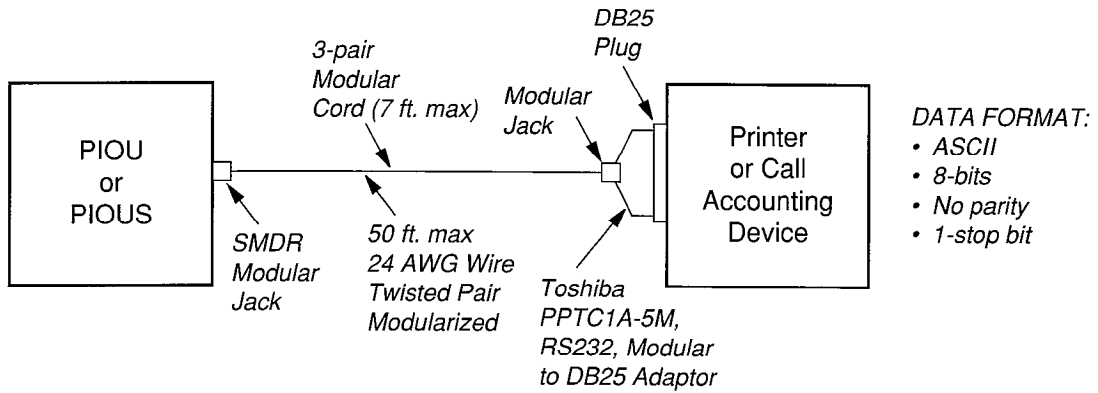 PIOU
or
PIOUS
SMDR
Modular
Jack
3-pair
Modular
Cord (7 ft. max)
50 ft. max
24 AWG Wire
Twisted Pair
Modularized
Modular
Jack
DB25
Plug
Toshiba
PPTC1A-5M,
RS232, Modular
to DB25 Adaptor
Printer
or Call
Accounting
Device
DATA FORMAT:
• ASCII
• 8-bits
• No parity
• 1-stop bit